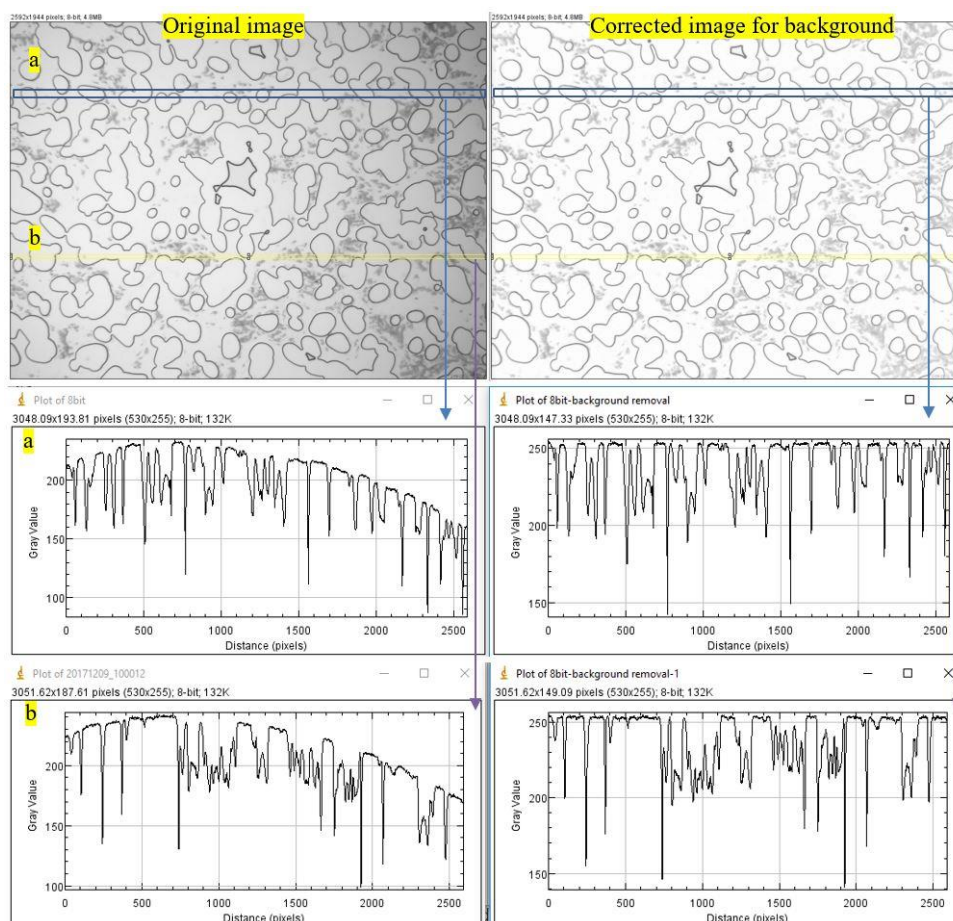 2592x1944 pixels; 8-bit; 4.8MB
Original image
a
b
2592x1944 pixels; 8-bit; 4.8MB
Corrected image for background
Plot of 8bit
3048.09x193.81 pixels (530x255); 8-bit; 132K
a
Gray Value
200
150
100
0 500 1000 1500 2000 2500
Distance (pixels)
Plot of 8bit-background removal
3048.09x147.33 pixels (530x255); 8-bit; 132K
Gray Value
250
200
150
0 500 1000 1500 2000 2500
Distance (pixels)
Plot of 20171209_100012
3051.62x187.61 pixels (530x255); 8-bit; 132K
b
Gray Value
200
150
100
0 500 1000 1500 2000 2500
Distance (pixels)
Plot of 8bit-background removal-1
3051.62x149.09 pixels (530x255); 8-bit; 132K
Gray Value
250
200
150
0 500 1000 1500 2000 2500
Distance (pixels)